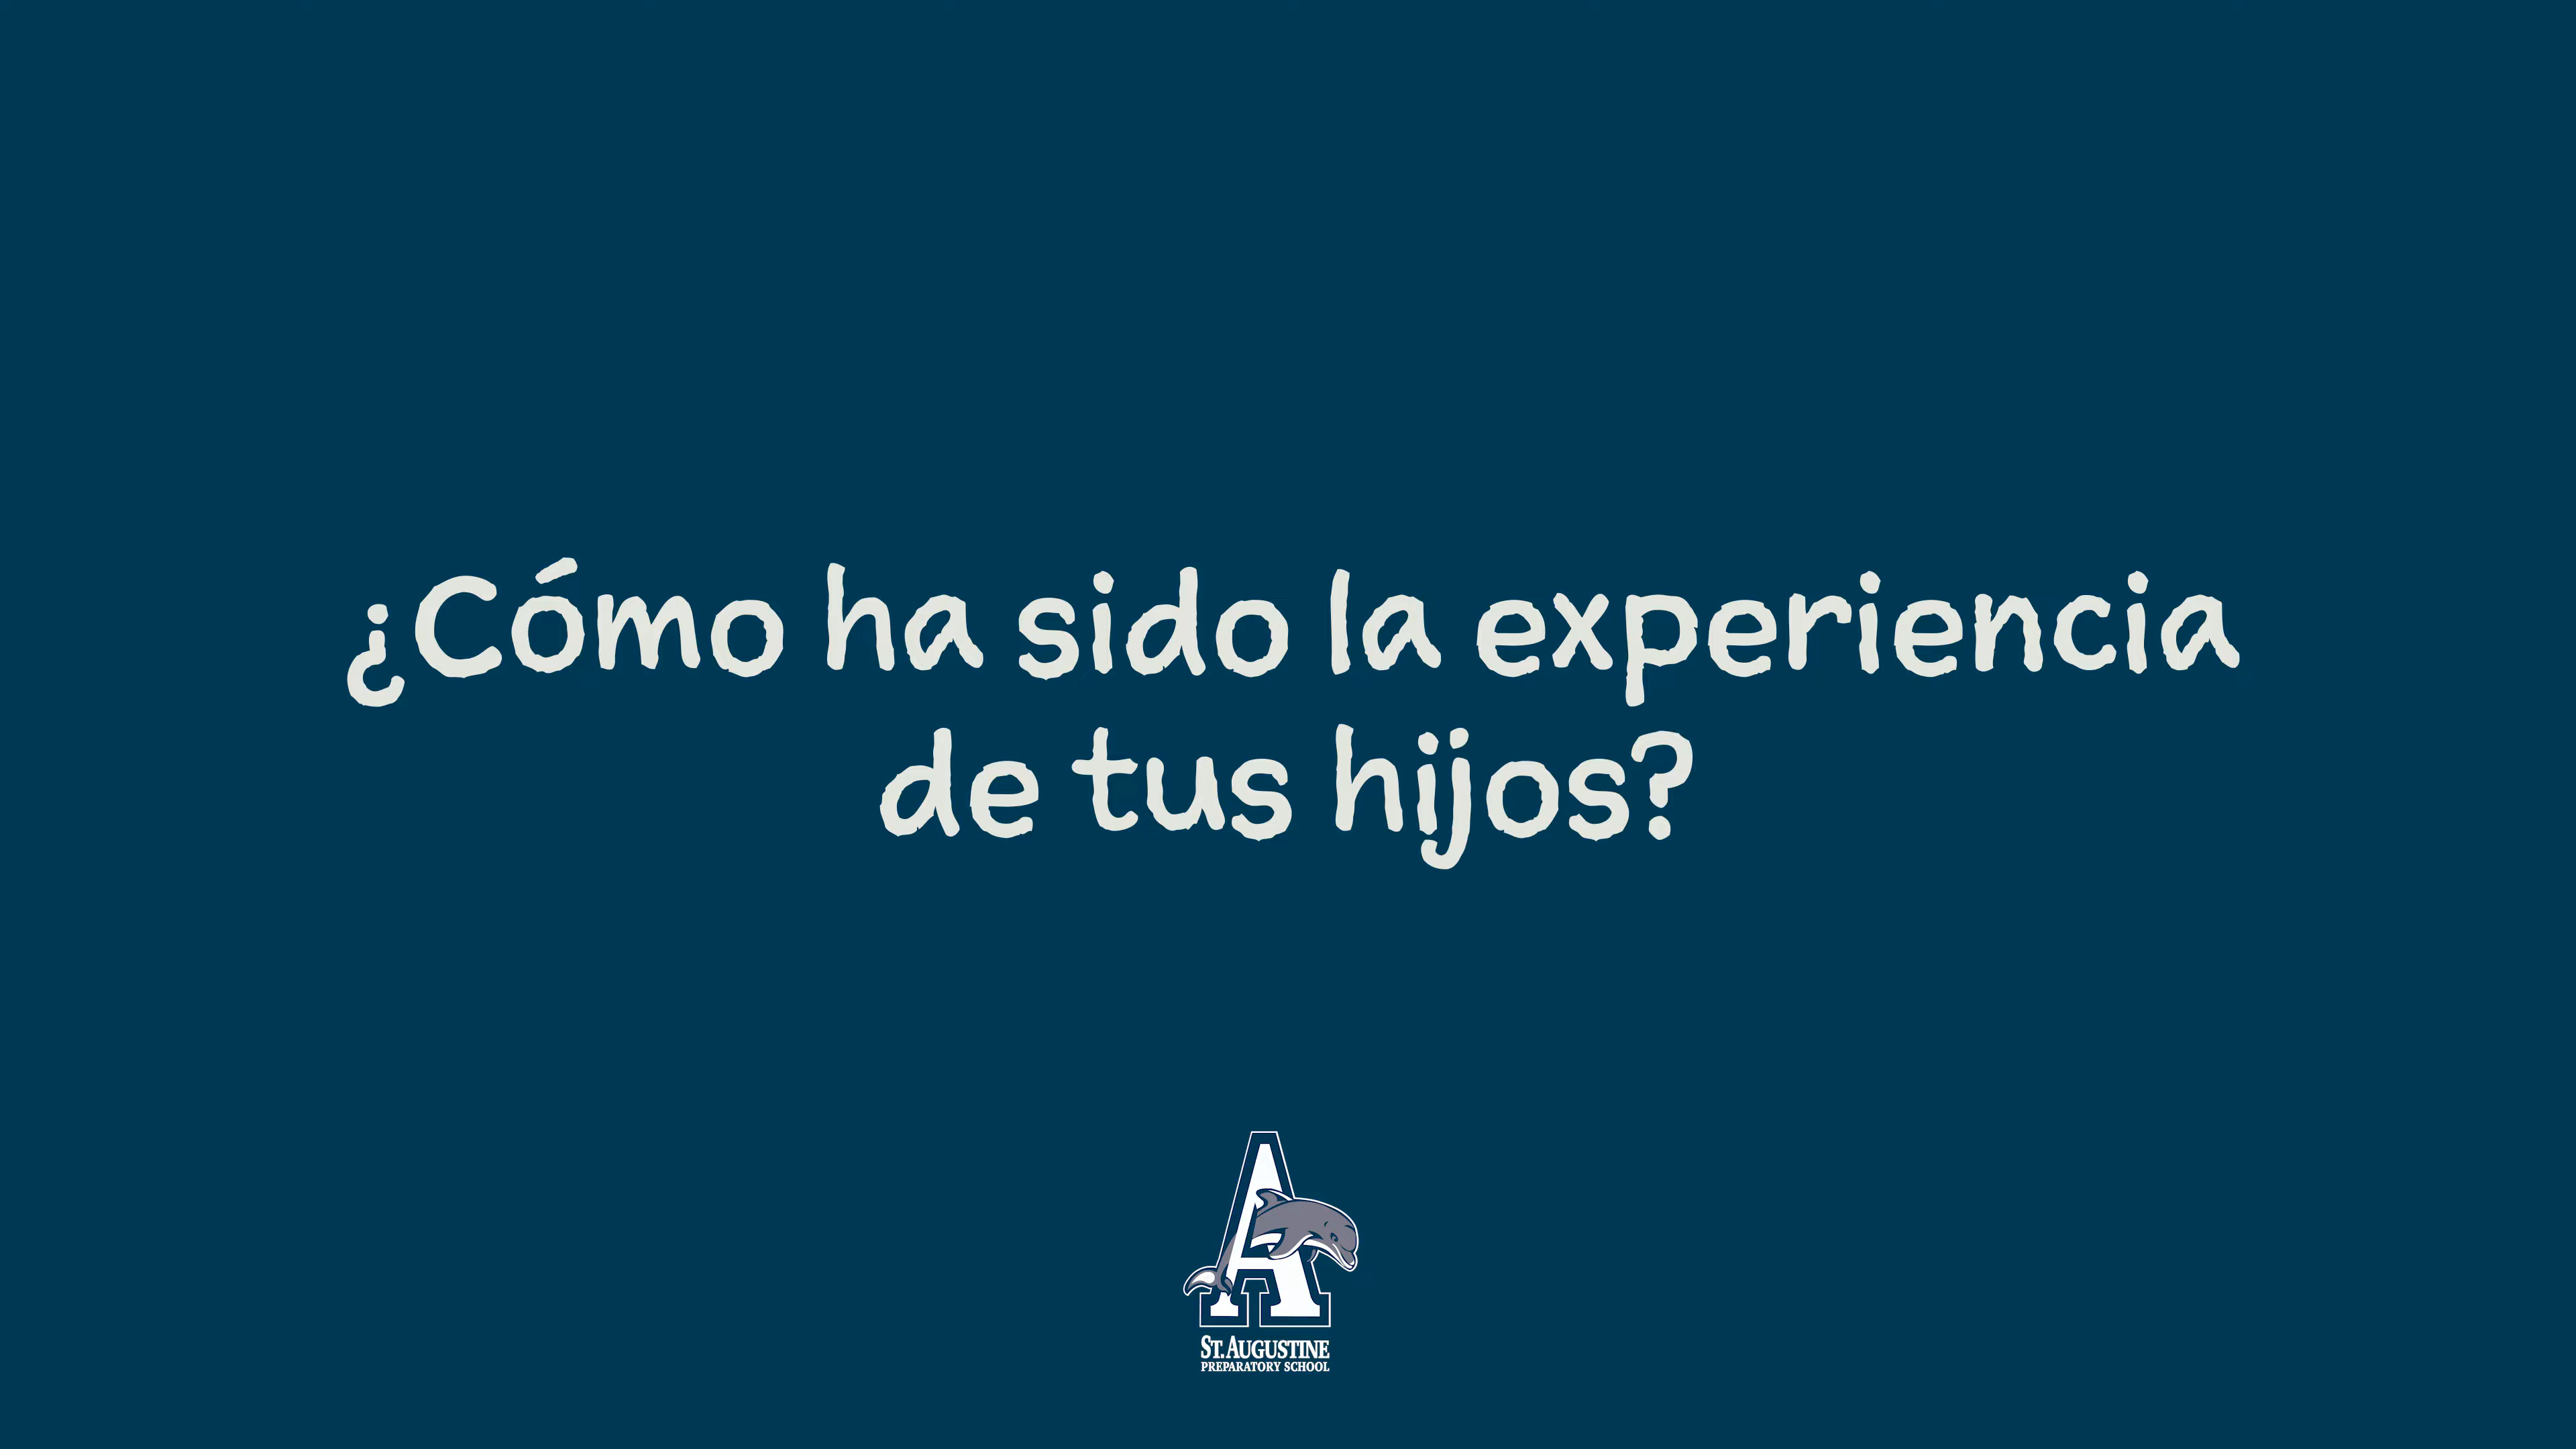 ¿Cómo ha sido la experiencia
de tus hijos?
A
ST. AUGUSTINE
PREPARATORY SCHOOL